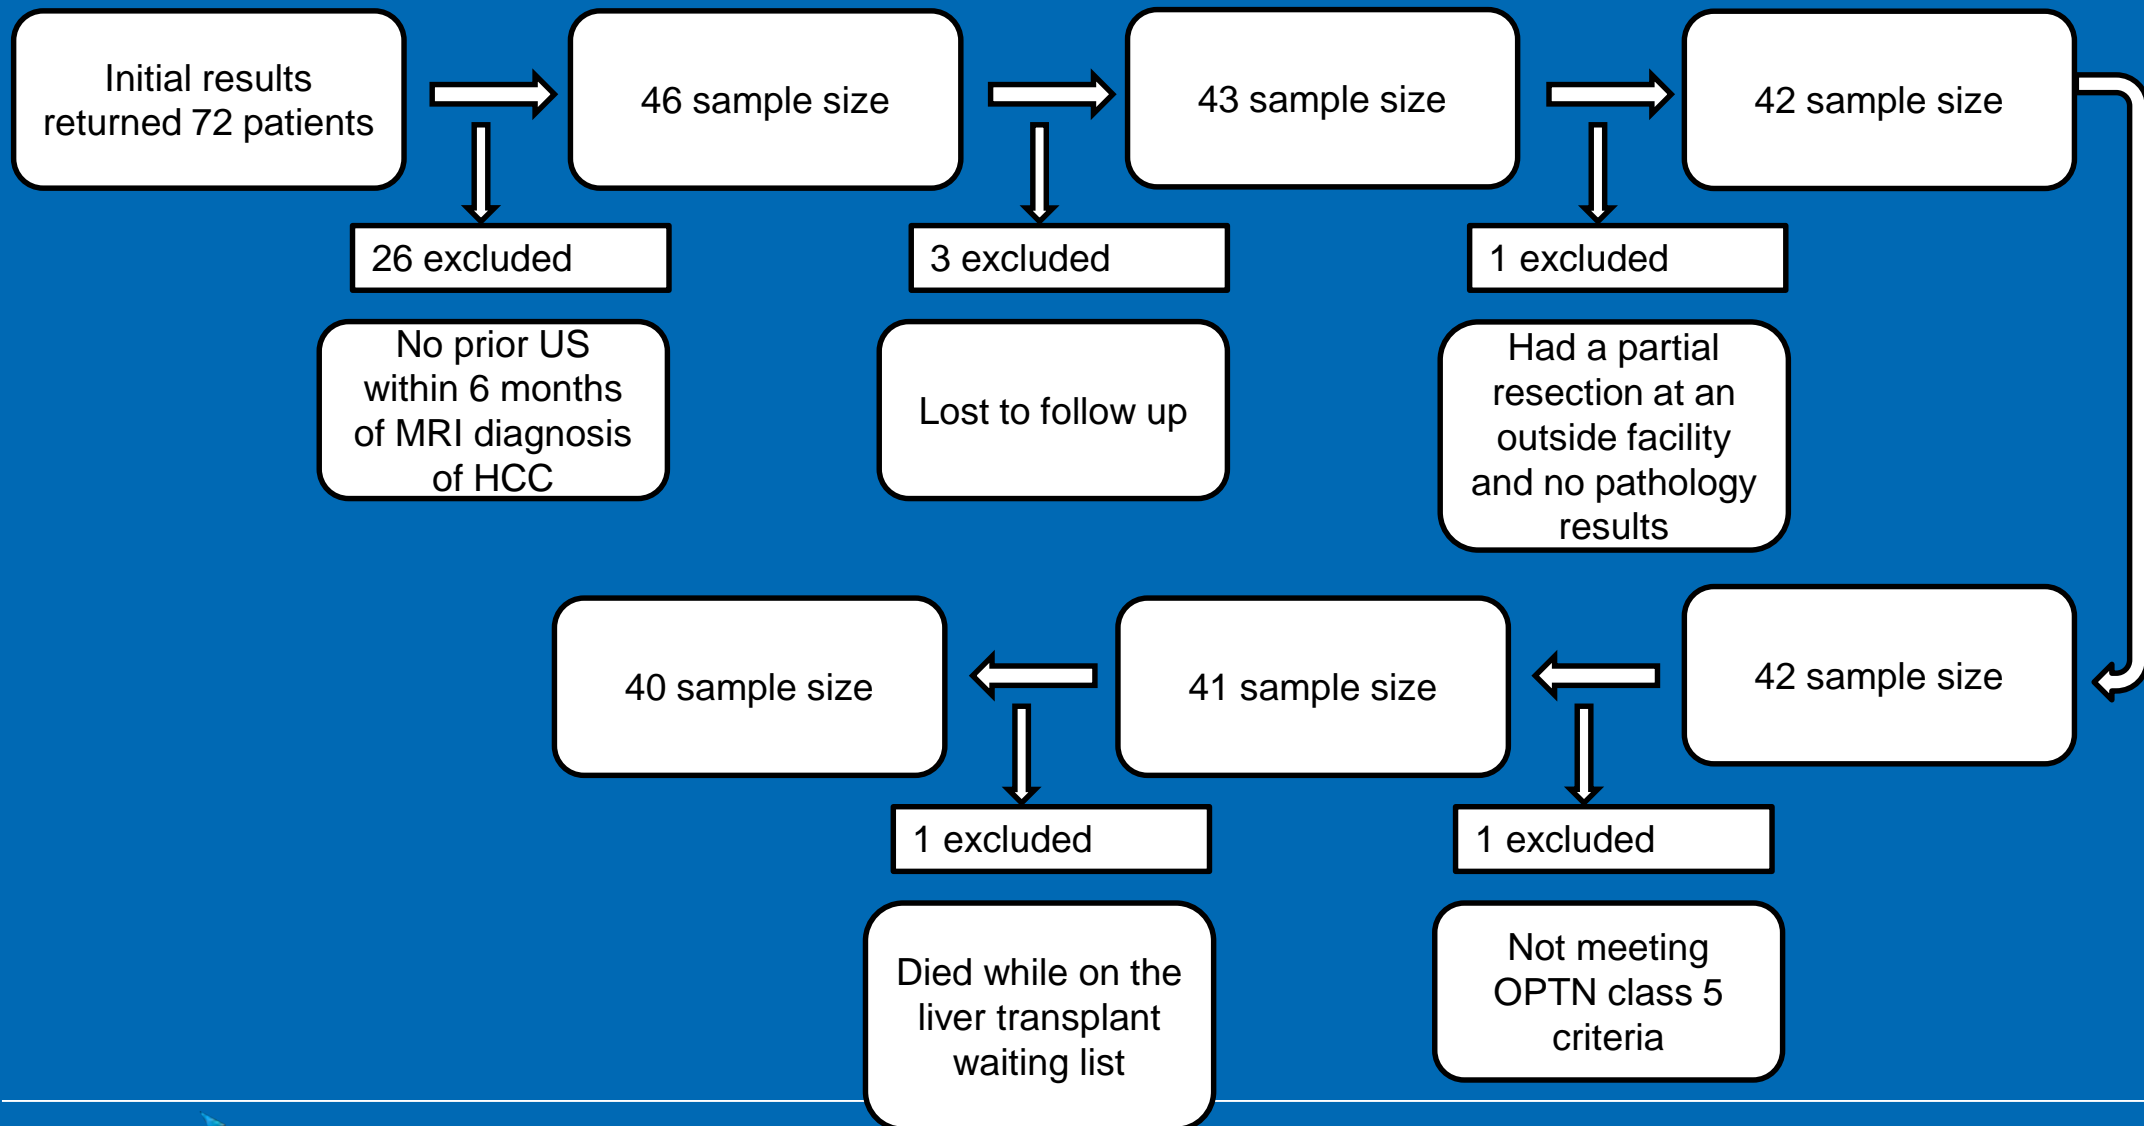 Initial results
returned 72 patients
46 sample size
43 sample size
42 sample size
26 excluded
3 excluded
1 excluded
No prior US
within 6 months
of MRI diagnosis
of HCC
Lost to follow up
Had a partial
resection at an
outside facility
and no pathology
results
42 sample size
41 sample size
40 sample size
1 excluded
1 excluded
Not meeting
OPTN class 5
criteria
Died while on the
liver transplant
waiting list